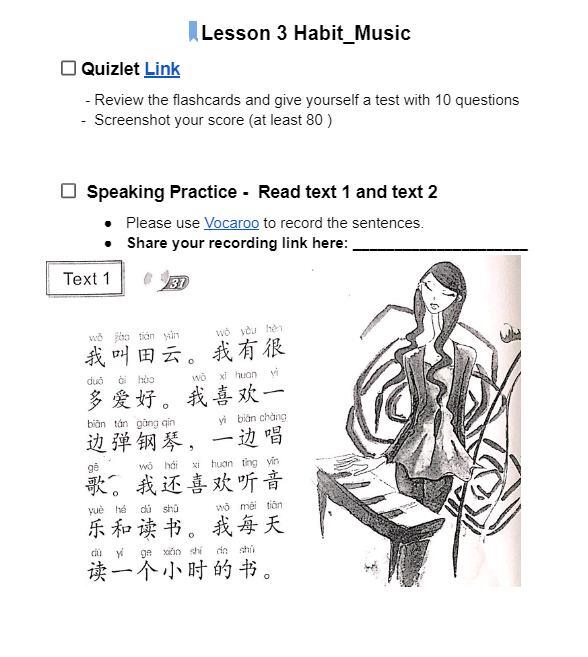 Lesson 3 Habit_Music
Quizlet Link
- Review the flashcards and give yourself a test with 10 questions
- Screenshot your score (at least 80 )
Speaking Practice - Read text 1 and text 2
● Please use Vocaroo to record the sentences.
● Share your recording link here: ______________________
Text 1
31
wǒ jiào tián yún wǒ yǒu hěn
我叫田云。我有很
duō ài hào wǒ xǐ huan yì
多爱好。我喜欢一
biān tán gāng qín yì biān chàng
边弹钢琴，一边唱
gē wǒ hái xǐ huan tīng yīn
歌。我还喜欢听音
yuè hé dú shū wǒ měi tiān
乐和读书。我每天
dú yí ge xiǎo shí de shū
读一个小时的书。